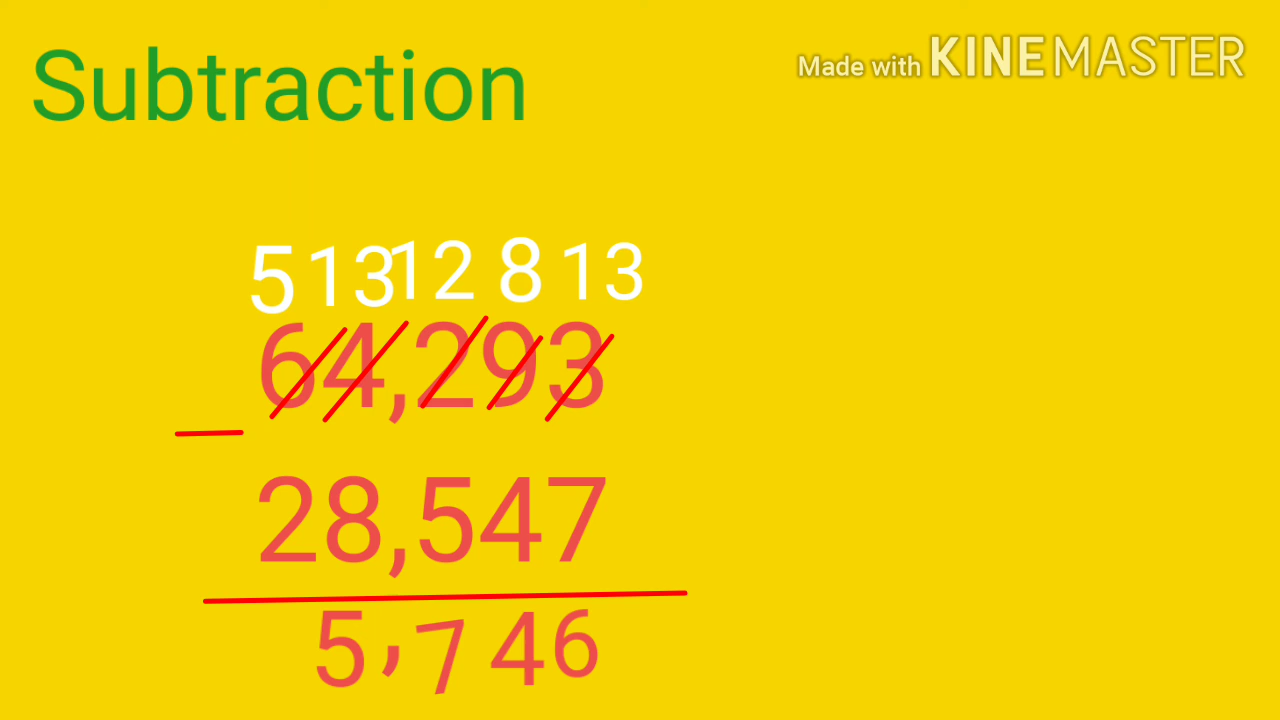 Subtraction
Made with KINEMASTER
5 13 12 8 13
64,293
−
28,547
5,746